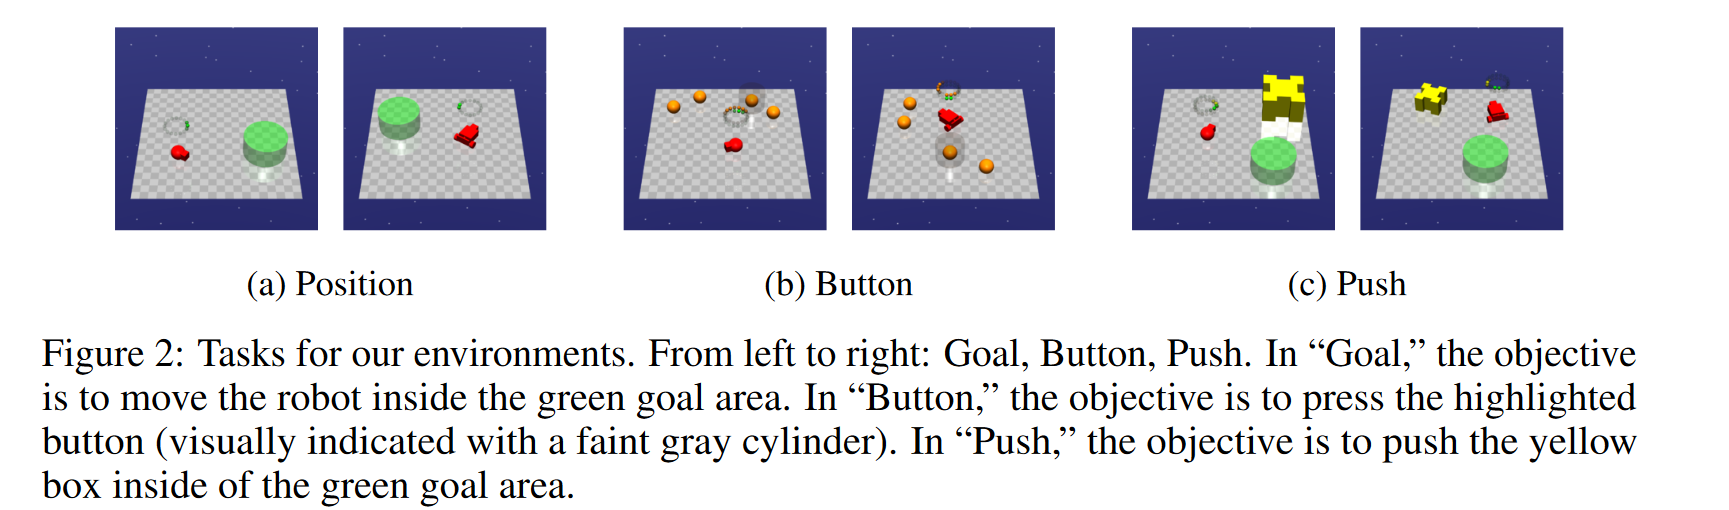 (a) Position
(b) Button
(c) Push
Figure 2: Tasks for our environments. From left to right: Goal, Button, Push. In “Goal,” the objective
is to move the robot inside the green goal area. In “Button,” the objective is to press the highlighted
button (visually indicated with a faint gray cylinder). In “Push,” the objective is to push the yellow
box inside of the green goal area.